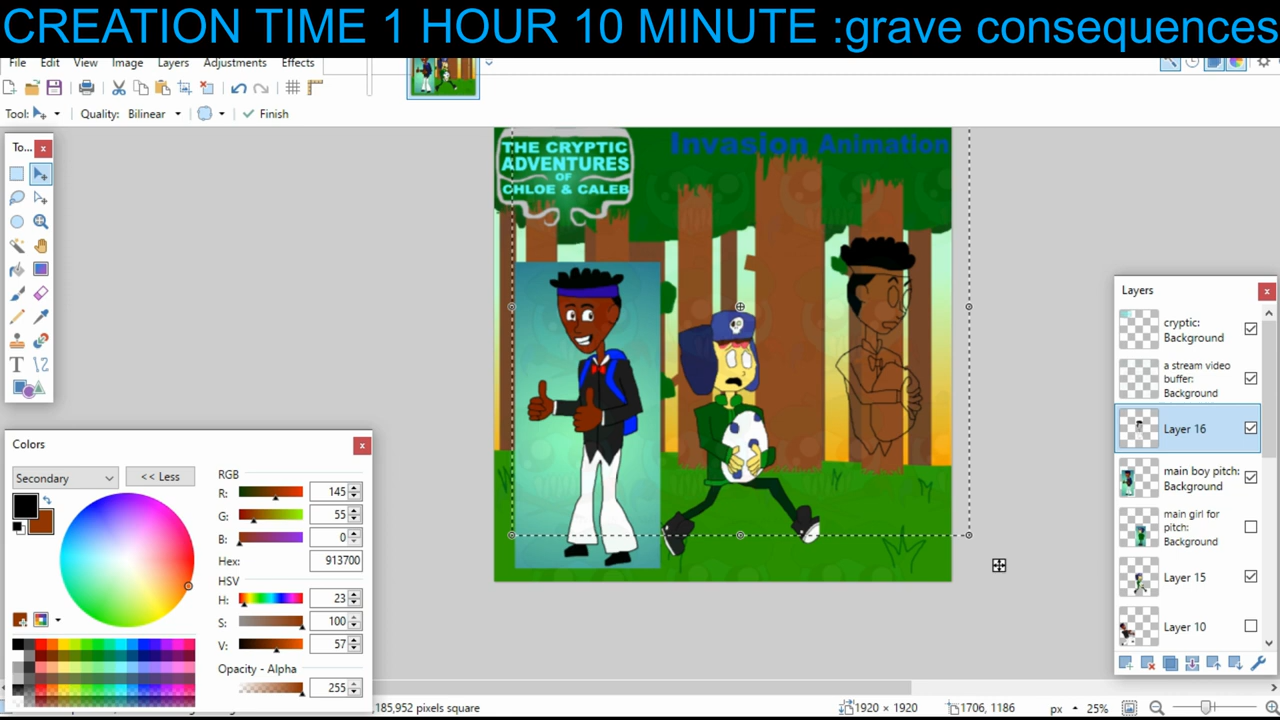 CREATION TIME 1 HOUR 10 MINUTE :grave consequences
File Edit View Image Layers Adjustments Effects
Tool: Quality: Bilinear Finish
To...
THE CRYPTIC
ADVENTURES
OF
CHLOE & CALEB
Invasion Animation
Layers
cryptic:
Background
a stream video
buffer:
Background
Layer 16
main boy pitch:
Background
main girl for
pitch:
Background
Layer 15
Layer 10
Colors
Secondary << Less
RGB
R: 145
G: 55
B: 0
Hex: 913700
HSV
H: 23
S: 100
V: 57
Opacity - Alpha
255
185,952 pixels square 1920 × 1920 1706, 1186 px 25%